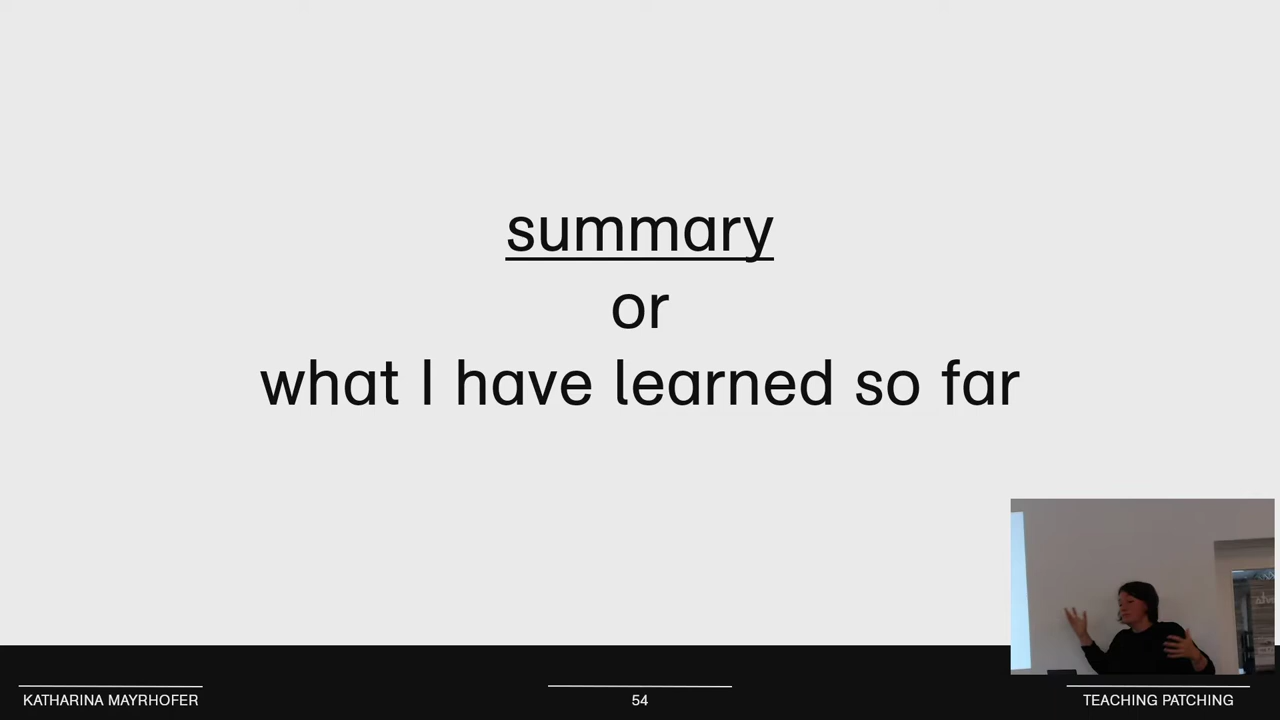 summary
or
what I have learned so far
KATHARINA MAYRHOFER
54
TEACHING PATCHING